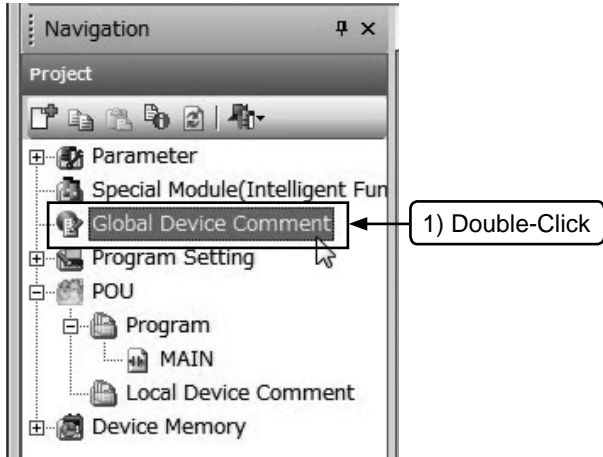 Navigation
Project
Parameter
Special Module(Intelligent Fun
Global Device Comment
1) Double-Click
Program Setting
POU
Program
MAIN
Local Device Comment
Device Memory